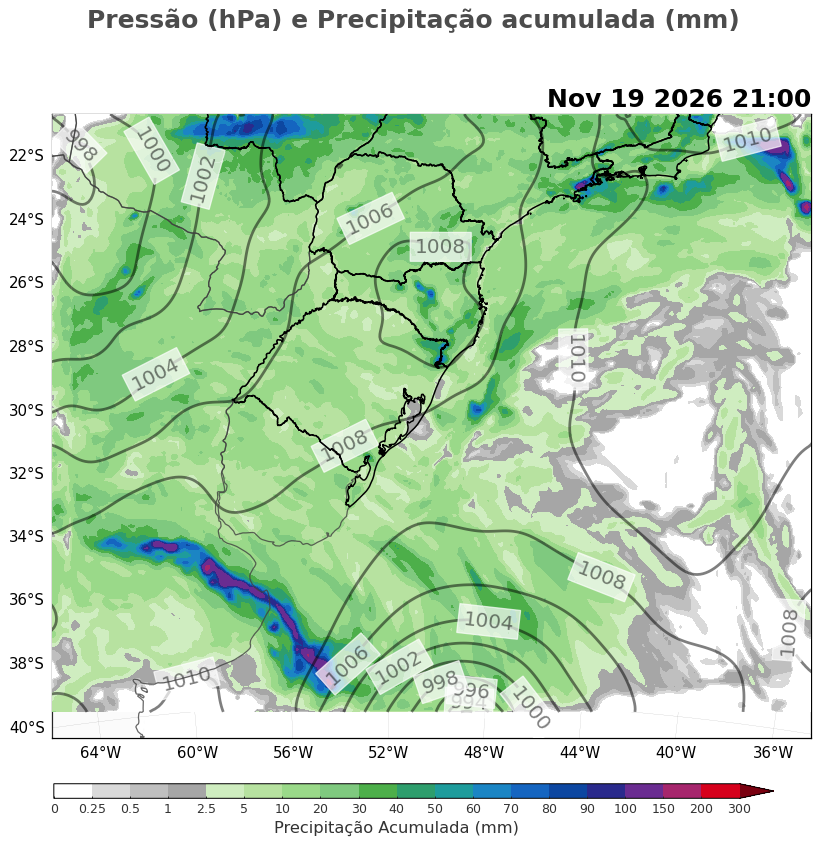 Pressão (hPa) e Precipitação acumulada (mm)
Nov 19 2026 21:00
998
1000
1002
1010
22°S
24°S
1006
1008
26°S
28°S
1010
1004
30°S
1008
32°S
34°S
1008
36°S
1004
1008
38°S
1006
1002
1010
998
996
994
1000
40°S
64°W 60°W 56°W 52°W 48°W 44°W 40°W 36°W
0 0.25 0.5 1 2.5 5 10 20 30 40 50 60 70 80 90 100 150 200 300
Precipitação Acumulada (mm)